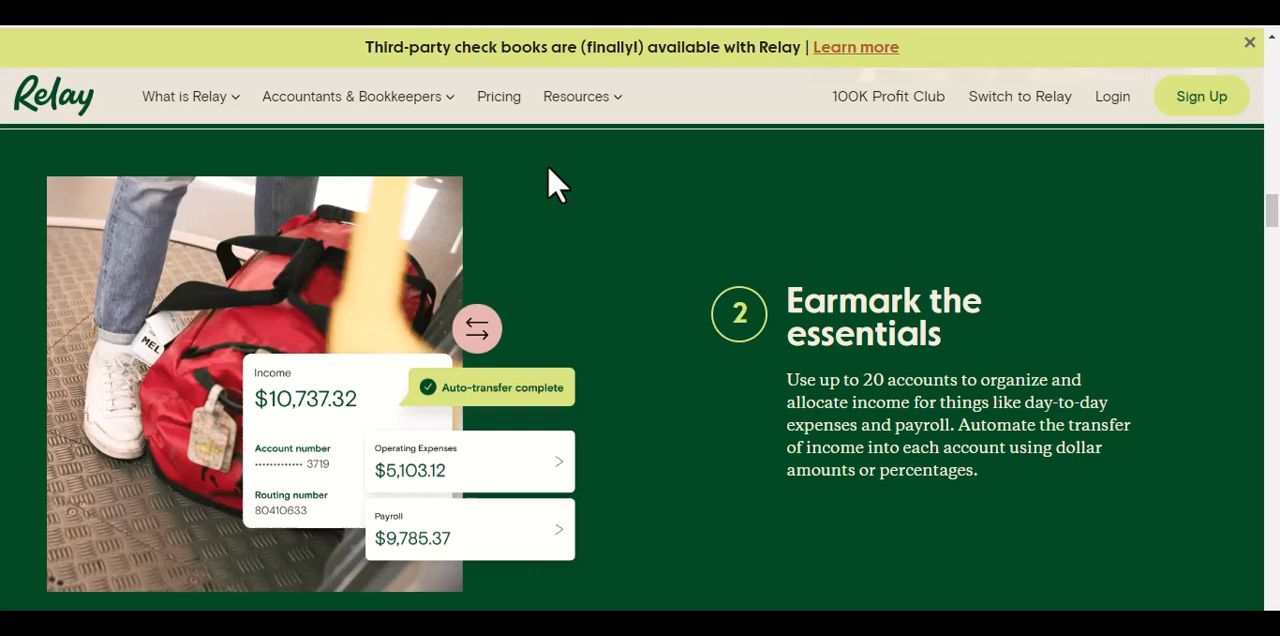 Third-party check books are (finally!) available with Relay | Learn more
Relay
What is Relay
Accountants & Bookkeepers
Pricing
Resources
100K Profit Club
Switch to Relay
Login
Sign Up
MEL
Income
$10,737.32
Auto-transfer complete
Account number
············· 3719
Routing number
80410633
Operating Expenses
$5,103.12
Payroll
$9,785.37
2
Earmark the
essentials
Use up to 20 accounts to organize and
allocate income for things like day-to-day
expenses and payroll. Automate the transfer
of income into each account using dollar
amounts or percentages.